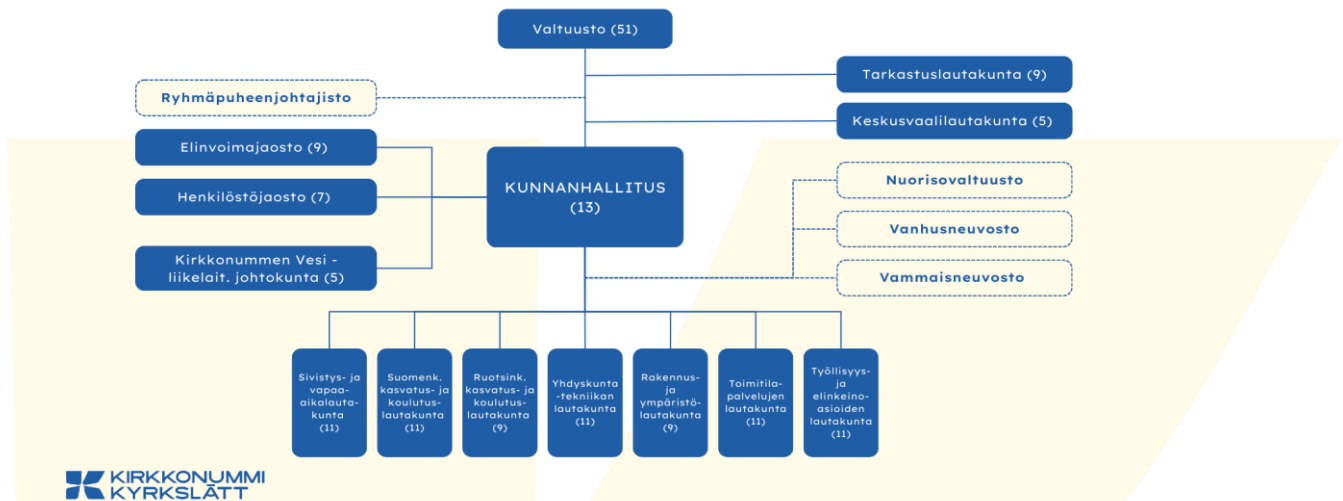 Valtuusto (51)
Tarkastuslautakunta (9)
Ryhmäpuheenjohtajisto
Keskusvaalilautakunta (5)
Elinvoimajaosto (9)
Henkilöstöjaosto (7)
Kirkkonummen Vesi -
liikelait. johtokunta (5)
KUNNANHALLITUS
(13)
Nuorisovaltuusto
Vanhusneuvosto
Vammaisneuvosto
Sivistys- ja
vapaa-
aikalauta-
kunta
(11)
Suomenk.
kasvatus- ja
koulutus-
lautakunta
(11)
Ruotsink.
kasvatus- ja
koulutus-
lautakunta
(9)
Yhdyskunta
-tekniikan
lautakunta
(11)
Rakennus-
ja
ympäristö-
lautakunta
(9)
Toimitila-
palvelujen
lautakunta
(11)
Työllisyys-
ja
elinkeino-
asioiden
lautakunta
(11)
KIRKKONUMMI
KYRKSLÄTT